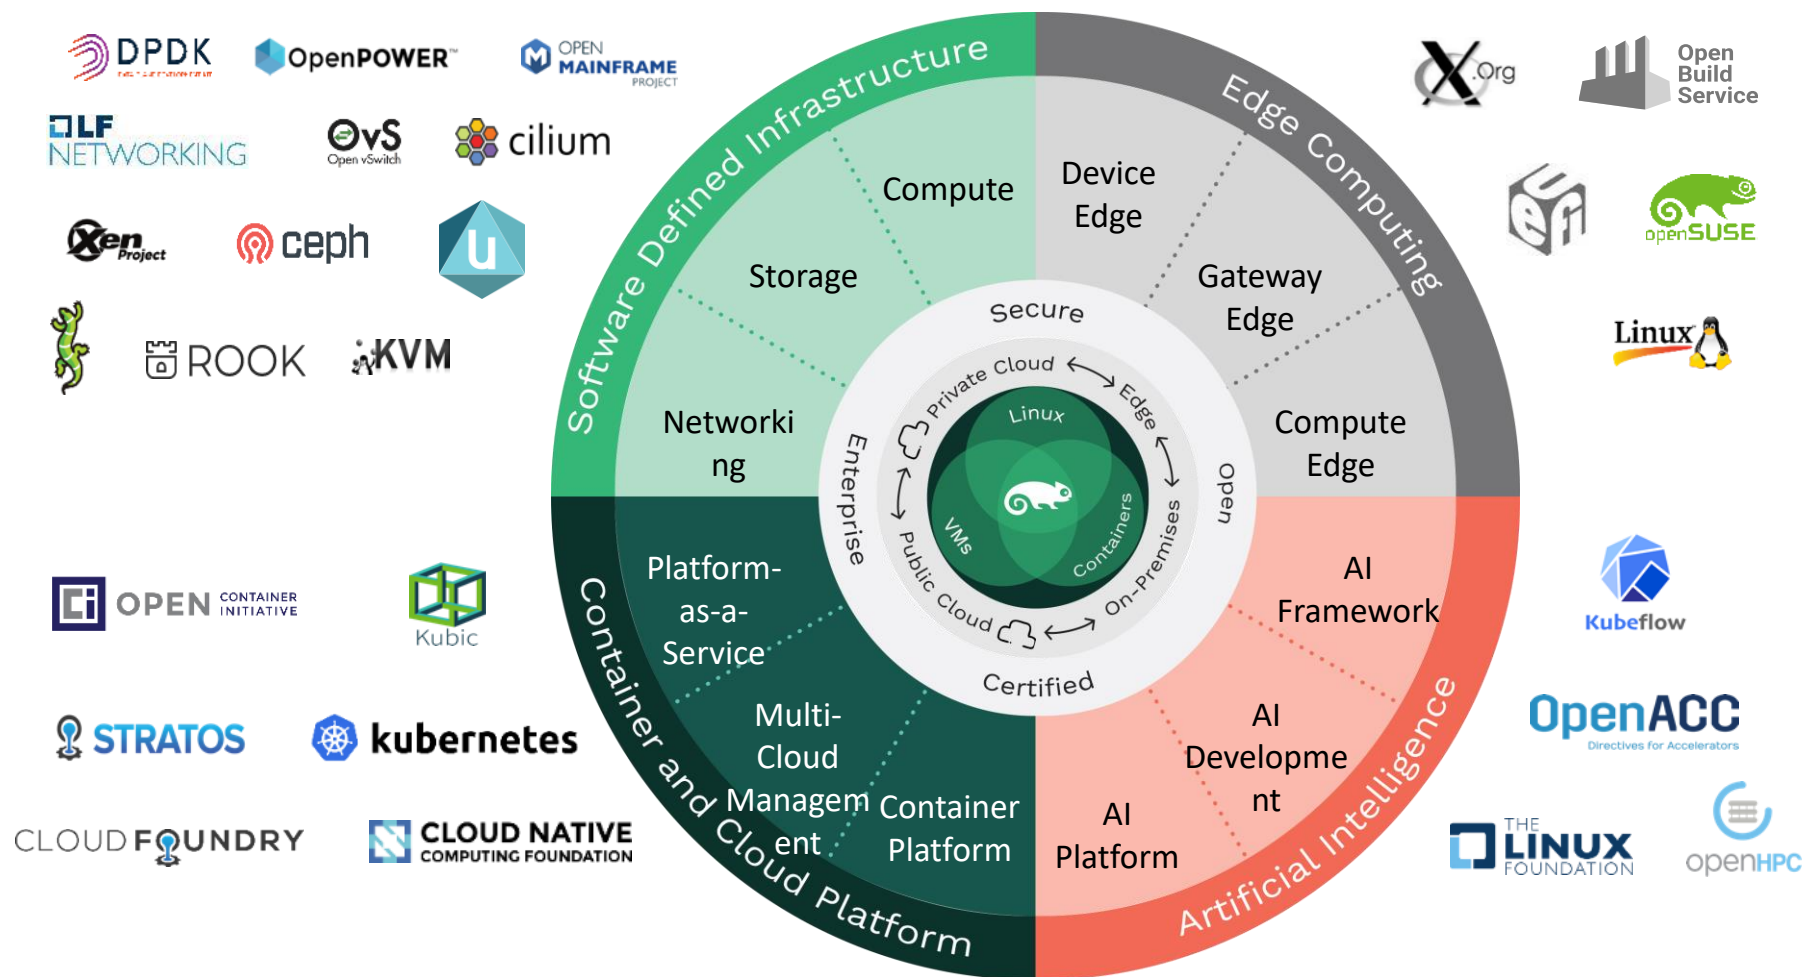 DPDK
OpenPOWER™
OPEN
MAINFRAME
PROJECT
LF
NETWORKING
OvS
Open vSwitch
cilium
Xen
Project
ceph
u
ROOK
KVM
X.Org
Open
Build
Service
uefi
openSUSE
Linux
Software Defined Infrastructure
Compute
Storage
Networki
ng
Edge Computing
Device
Edge
Gateway
Edge
Compute
Edge
Secure
Open
Certified
Enterprise
Private Cloud
Edge
On-Premises
Public Cloud
Linux
VMs
Containers
Container and Cloud Platform
Platform-
as-a-
Service
Multi-
Cloud
Managem
ent
Container
Platform
Artificial Intelligence
AI
Framework
AI
Developme
nt
AI
Platform
Ci OPEN CONTAINER
INITIATIVE
Kubic
STRATOS
kubernetes
CLOUD FOUNDRY
CLOUD NATIVE
COMPUTING FOUNDATION
Kubeflow
OpenACC
Directives for Accelerators
THE
LINUX
FOUNDATION
openHPC